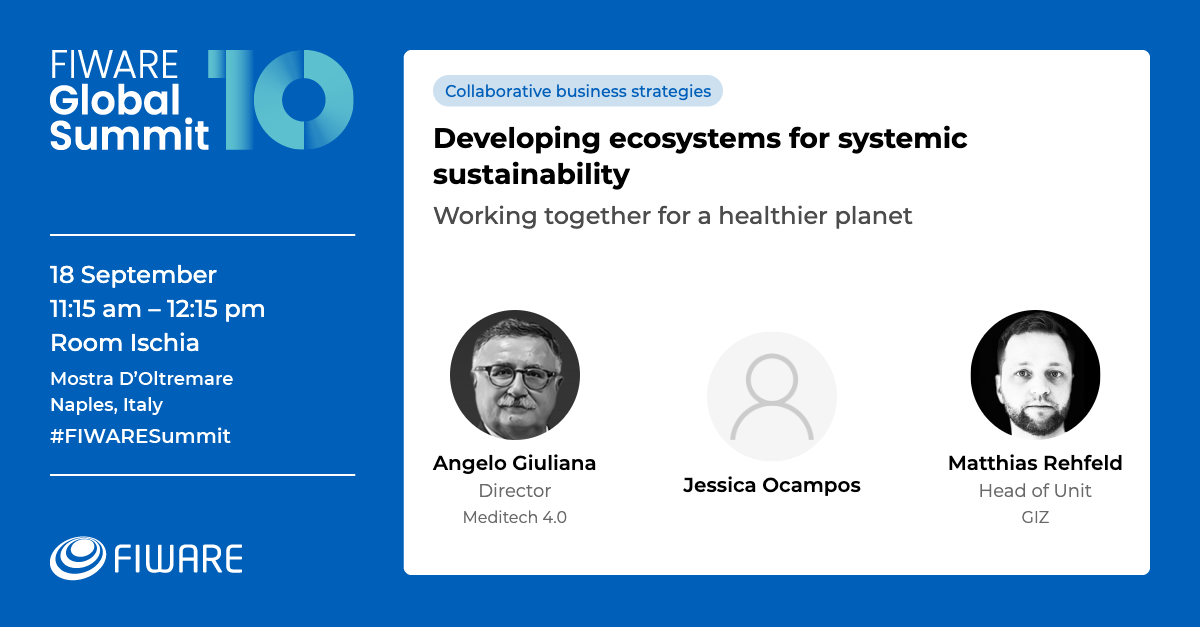 FIWARE
Global
Summit
10
18 September
11:15 am – 12:15 pm
Room Ischia
Mostra D’Oltremare
Naples, Italy
#FIWARESummit
FIWARE
Collaborative business strategies
Developing ecosystems for systemic
sustainability
Working together for a healthier planet
Angelo Giuliana
Director
Meditech 4.0
Jessica Ocampos
Matthias Rehfeld
Head of Unit
GIZ